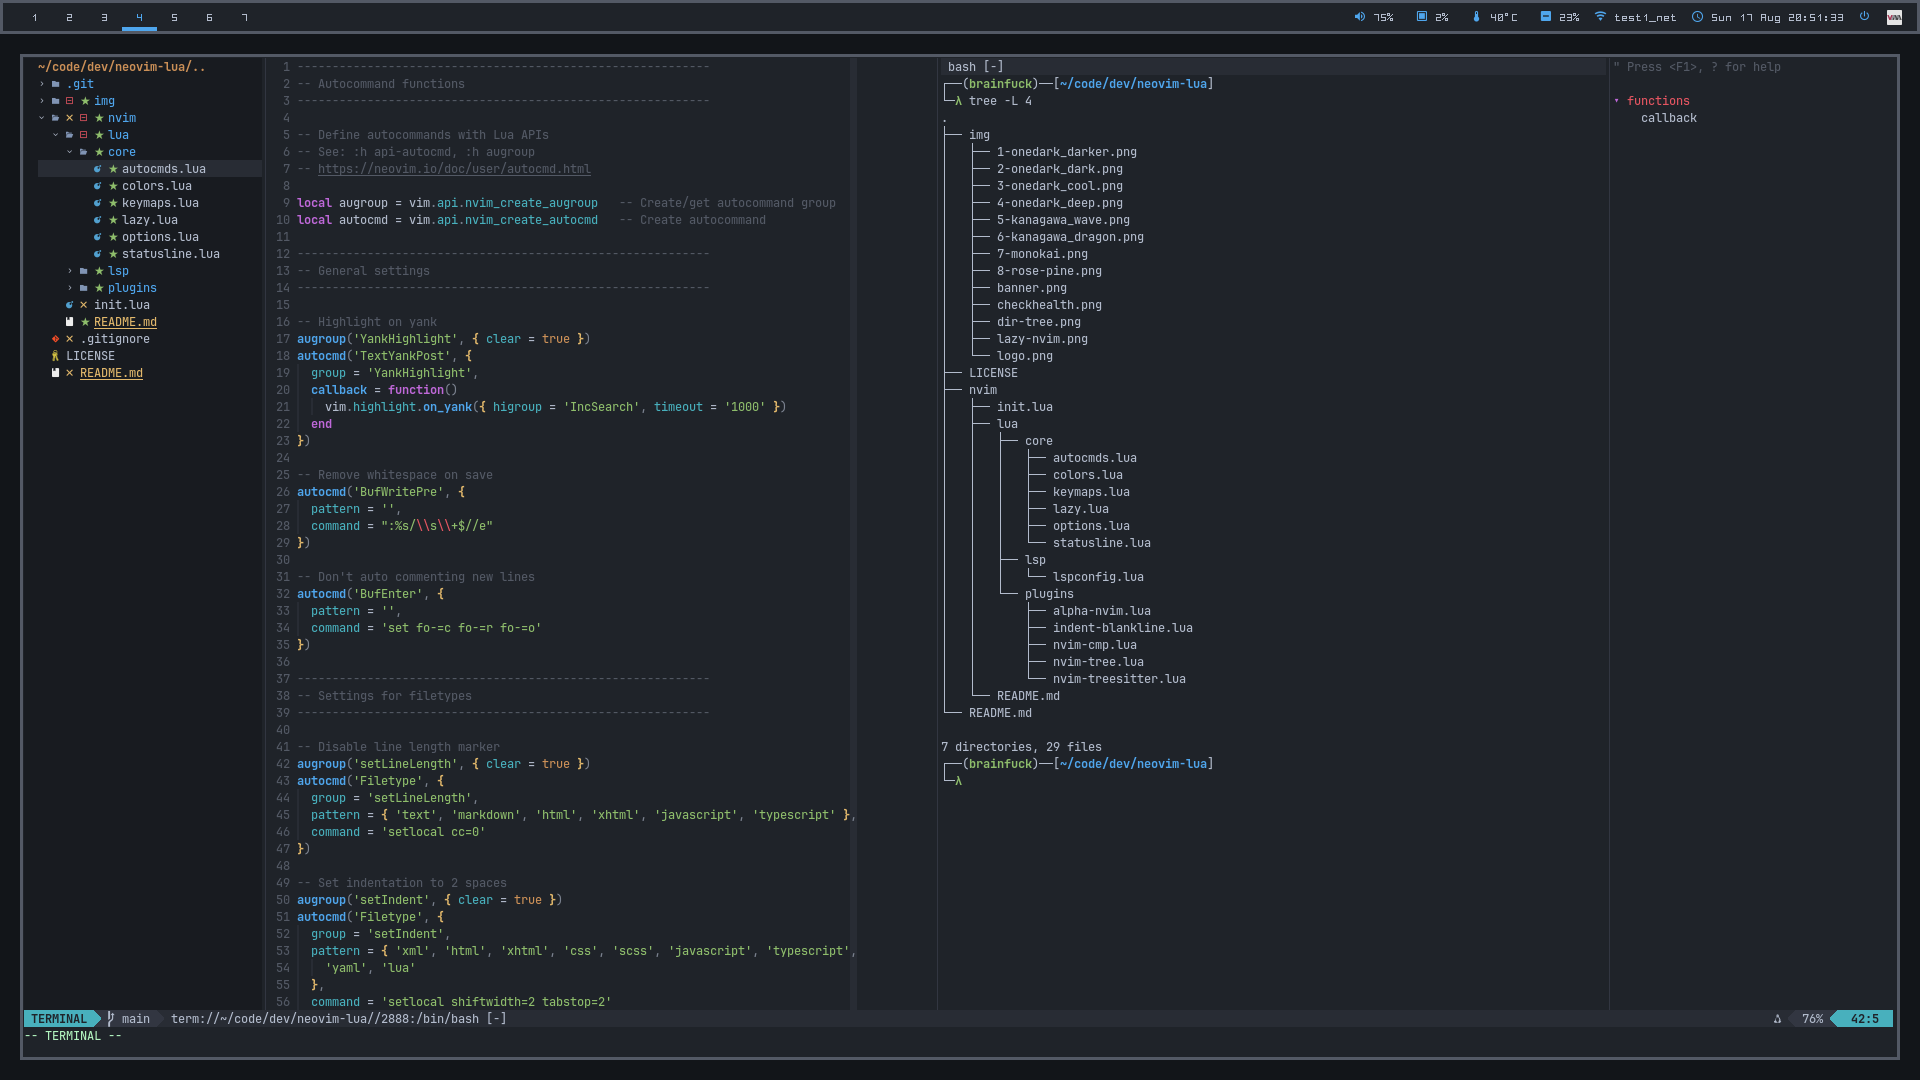 1 2 3 4 5 6 7
75% 2% 40°C 23% test1_net Sun 17 Aug 20:51:33
~/code/dev/neovim-lua/..
.git
img
nvim
lua
core
autocmds.lua
colors.lua
keymaps.lua
lazy.lua
options.lua
statusline.lua
lsp
plugins
init.lua
README.md
.gitignore
LICENSE
README.md
1 -----------------------------------------------------------
2 -- Autocommand functions
3 -----------------------------------------------------------
4
5 -- Define autocommands with Lua APIs
6 -- See: :h api-autocmd, :h augroup
7 -- https://neovim.io/doc/user/autocmd.html
8
9 local augroup = vim.api.nvim_create_augroup   -- Create/get autocommand group
10 local autocmd = vim.api.nvim_create_autocmd   -- Create autocommand
11
12 -----------------------------------------------------------
13 -- General settings
14 -----------------------------------------------------------
15
16 -- Highlight on yank
17 augroup('YankHighlight', { clear = true })
18 autocmd('TextYankPost', {
19   group = 'YankHighlight',
20   callback = function()
21     vim.highlight.on_yank({ higroup = 'IncSearch', timeout = '1000' })
22   end
23 })
24
25 -- Remove whitespace on save
26 autocmd('BufWritePre', {
27   pattern = '',
28   command = ":%s/\\s\\+$//e"
29 })
30
31 -- Don't auto commenting new lines
32 autocmd('BufEnter', {
33   pattern = '',
34   command = 'set fo-=c fo-=r fo-=o'
35 })
36
37 -----------------------------------------------------------
38 -- Settings for filetypes
39 -----------------------------------------------------------
40
41 -- Disable line length marker
42 augroup('setLineLength', { clear = true })
43 autocmd('Filetype', {
44   group = 'setLineLength',
45   pattern = { 'text', 'markdown', 'html', 'xhtml', 'javascript', 'typescript' },
46   command = 'setlocal cc=0'
47 })
48
49 -- Set indentation to 2 spaces
50 augroup('setIndent', { clear = true })
51 autocmd('Filetype', {
52   group = 'setIndent',
53   pattern = { 'xml', 'html', 'xhtml', 'css', 'scss', 'javascript', 'typescript',
54     'yaml', 'lua'
55   },
56   command = 'setlocal shiftwidth=2 tabstop=2'
bash [-]
┌──(brainfuck)──[~/code/dev/neovim-lua]
└─λ tree -L 4
.
├── img
│   ├── 1-onedark_darker.png
│   ├── 2-onedark_dark.png
│   ├── 3-onedark_cool.png
│   ├── 4-onedark_deep.png
│   ├── 5-kanagawa_wave.png
│   ├── 6-kanagawa_dragon.png
│   ├── 7-monokai.png
│   ├── 8-rose-pine.png
│   ├── banner.png
│   ├── checkhealth.png
│   ├── dir-tree.png
│   ├── lazy-nvim.png
│   └── logo.png
├── LICENSE
├── nvim
│   ├── init.lua
│   ├── lua
│   │   ├── core
│   │   │   ├── autocmds.lua
│   │   │   ├── colors.lua
│   │   │   ├── keymaps.lua
│   │   │   ├── lazy.lua
│   │   │   ├── options.lua
│   │   │   └── statusline.lua
│   │   ├── lsp
│   │   │   └── lspconfig.lua
│   │   └── plugins
│   │       ├── alpha-nvim.lua
│   │       ├── indent-blankline.lua
│   │       ├── nvim-cmp.lua
│   │       ├── nvim-tree.lua
│   │       └── nvim-treesitter.lua
│   └── README.md
└── README.md
7 directories, 29 files
┌──(brainfuck)──[~/code/dev/neovim-lua]
└─λ
" Press <F1>, ? for help
▾ functions
callback
TERMINAL main term://~/code/dev/neovim-lua//2888:/bin/bash [-] 76% 42:5
-- TERMINAL --